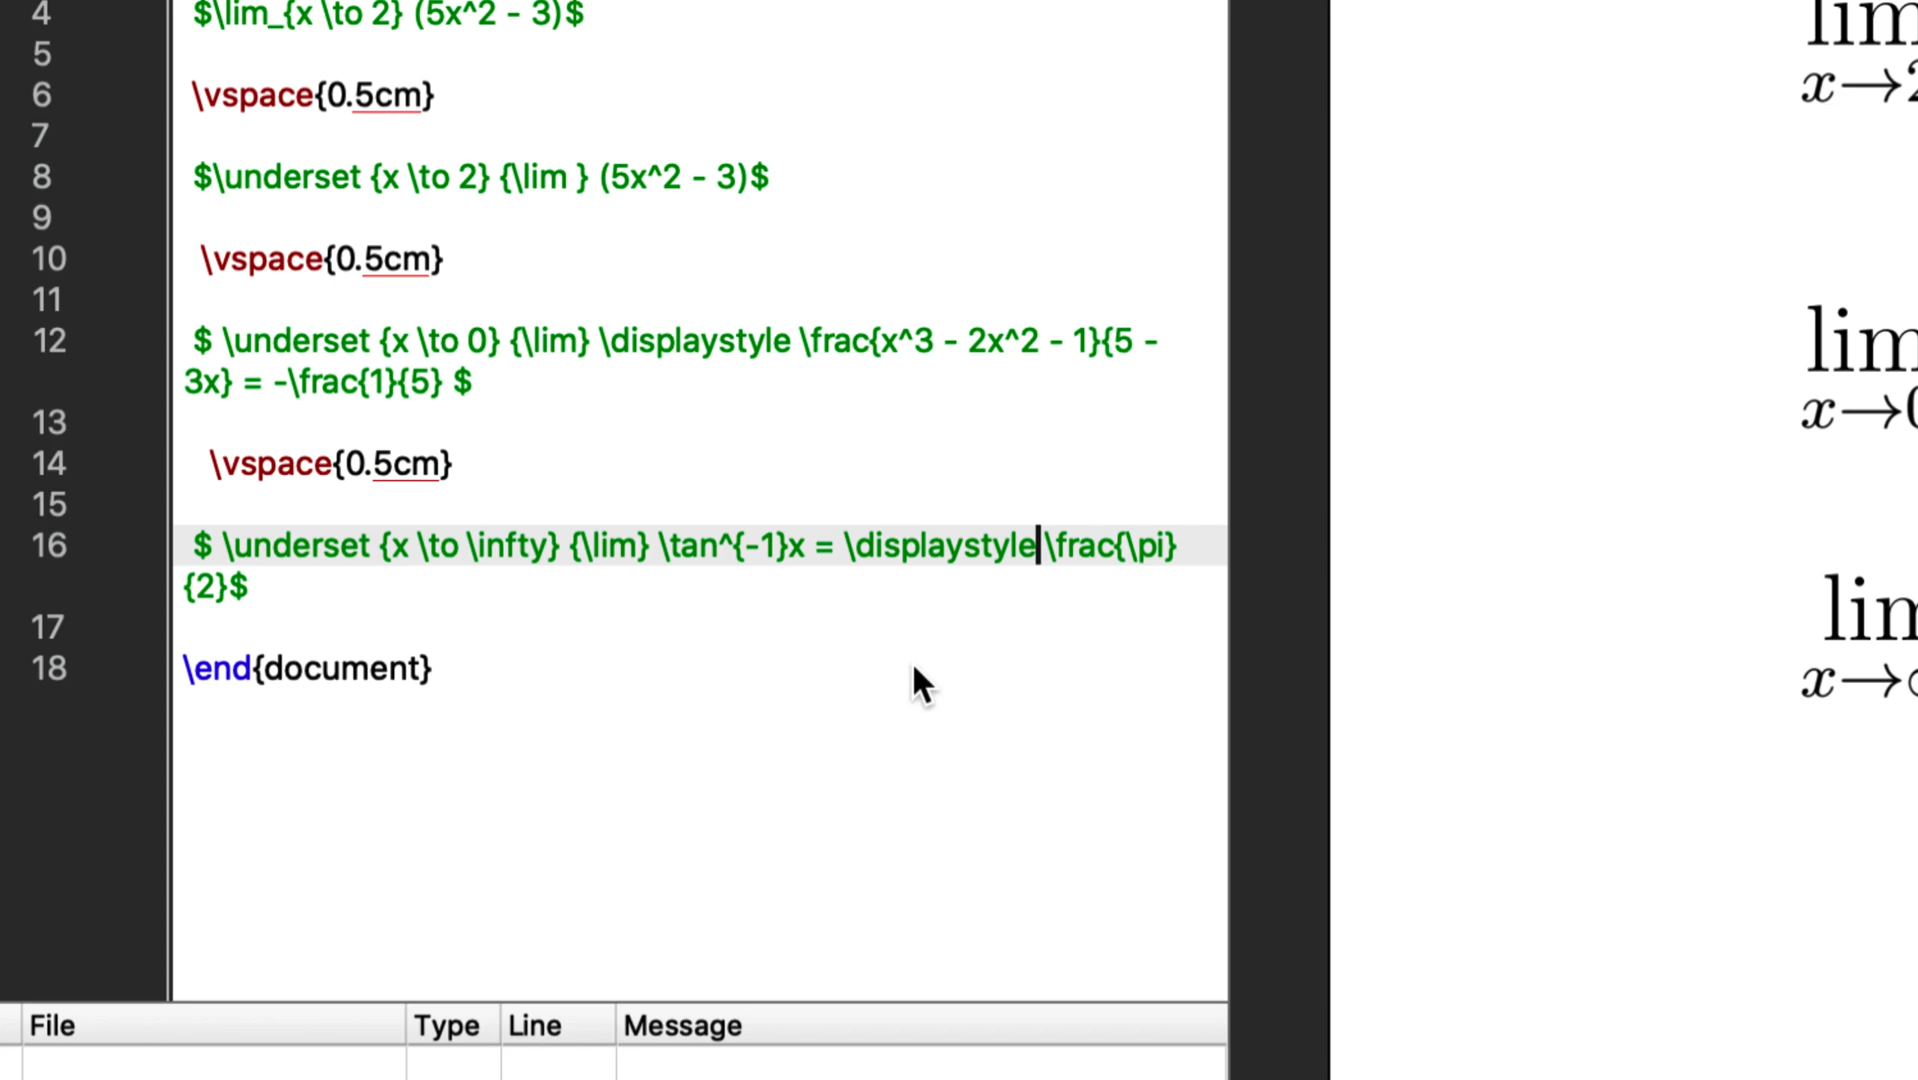 4 $\lim_{x \to 2} (5x^2 - 3)$
5
6 \vspace{0.5cm}
7
8 $\underset {x \to 2} {\lim } (5x^2 - 3)$
9
10 \vspace{0.5cm}
11
12 $ \underset {x \to 0} {\lim} \displaystyle \frac{x^3 - 2x^2 - 1}{5 -
3x} = -\frac{1}{5} $
13
14 \vspace{0.5cm}
15
16 $ \underset {x \to \infty} {\lim} \tan^{-1}x = \displaystyle \frac{\pi}
{2}$
17
18 \end{document}
File Type Line Message
lim
x→2
lim
x→0
lim
x→